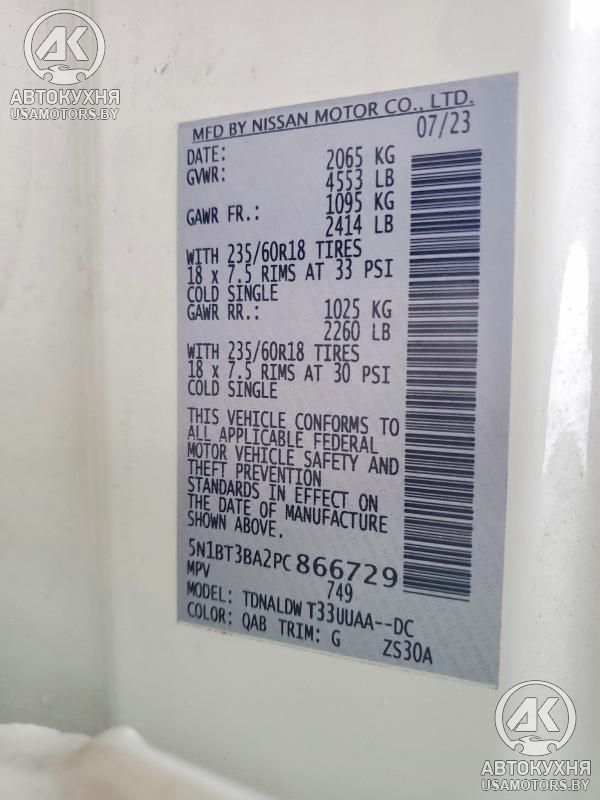 AK
АВТОКУХНЯ
USAMOTORS.BY
MFD BY NISSAN MOTOR CO., LTD.
DATE: 07/23
GVWR: 2065 KG
4553 LB
GAWR FR.: 1095 KG
2414 LB
WITH 235/60R18 TIRES
18 x 7.5 RIMS AT 33 PSI
COLD SINGLE
GAWR RR.: 1025 KG
2260 LB
WITH 235/60R18 TIRES
18 x 7.5 RIMS AT 30 PSI
COLD SINGLE
THIS VEHICLE CONFORMS TO
ALL APPLICABLE FEDERAL
MOTOR VEHICLE SAFETY AND
THEFT PREVENTION
STANDARDS IN EFFECT ON
THE DATE OF MANUFACTURE
SHOWN ABOVE.
5N1BT3BA2PC866729
MPV 749
MODEL: TDNALDW T33UUAA--DC
COLOR: QAB TRIM: G ZS30A
AK
АВТОКУХНЯ
USAMOTORS.BY